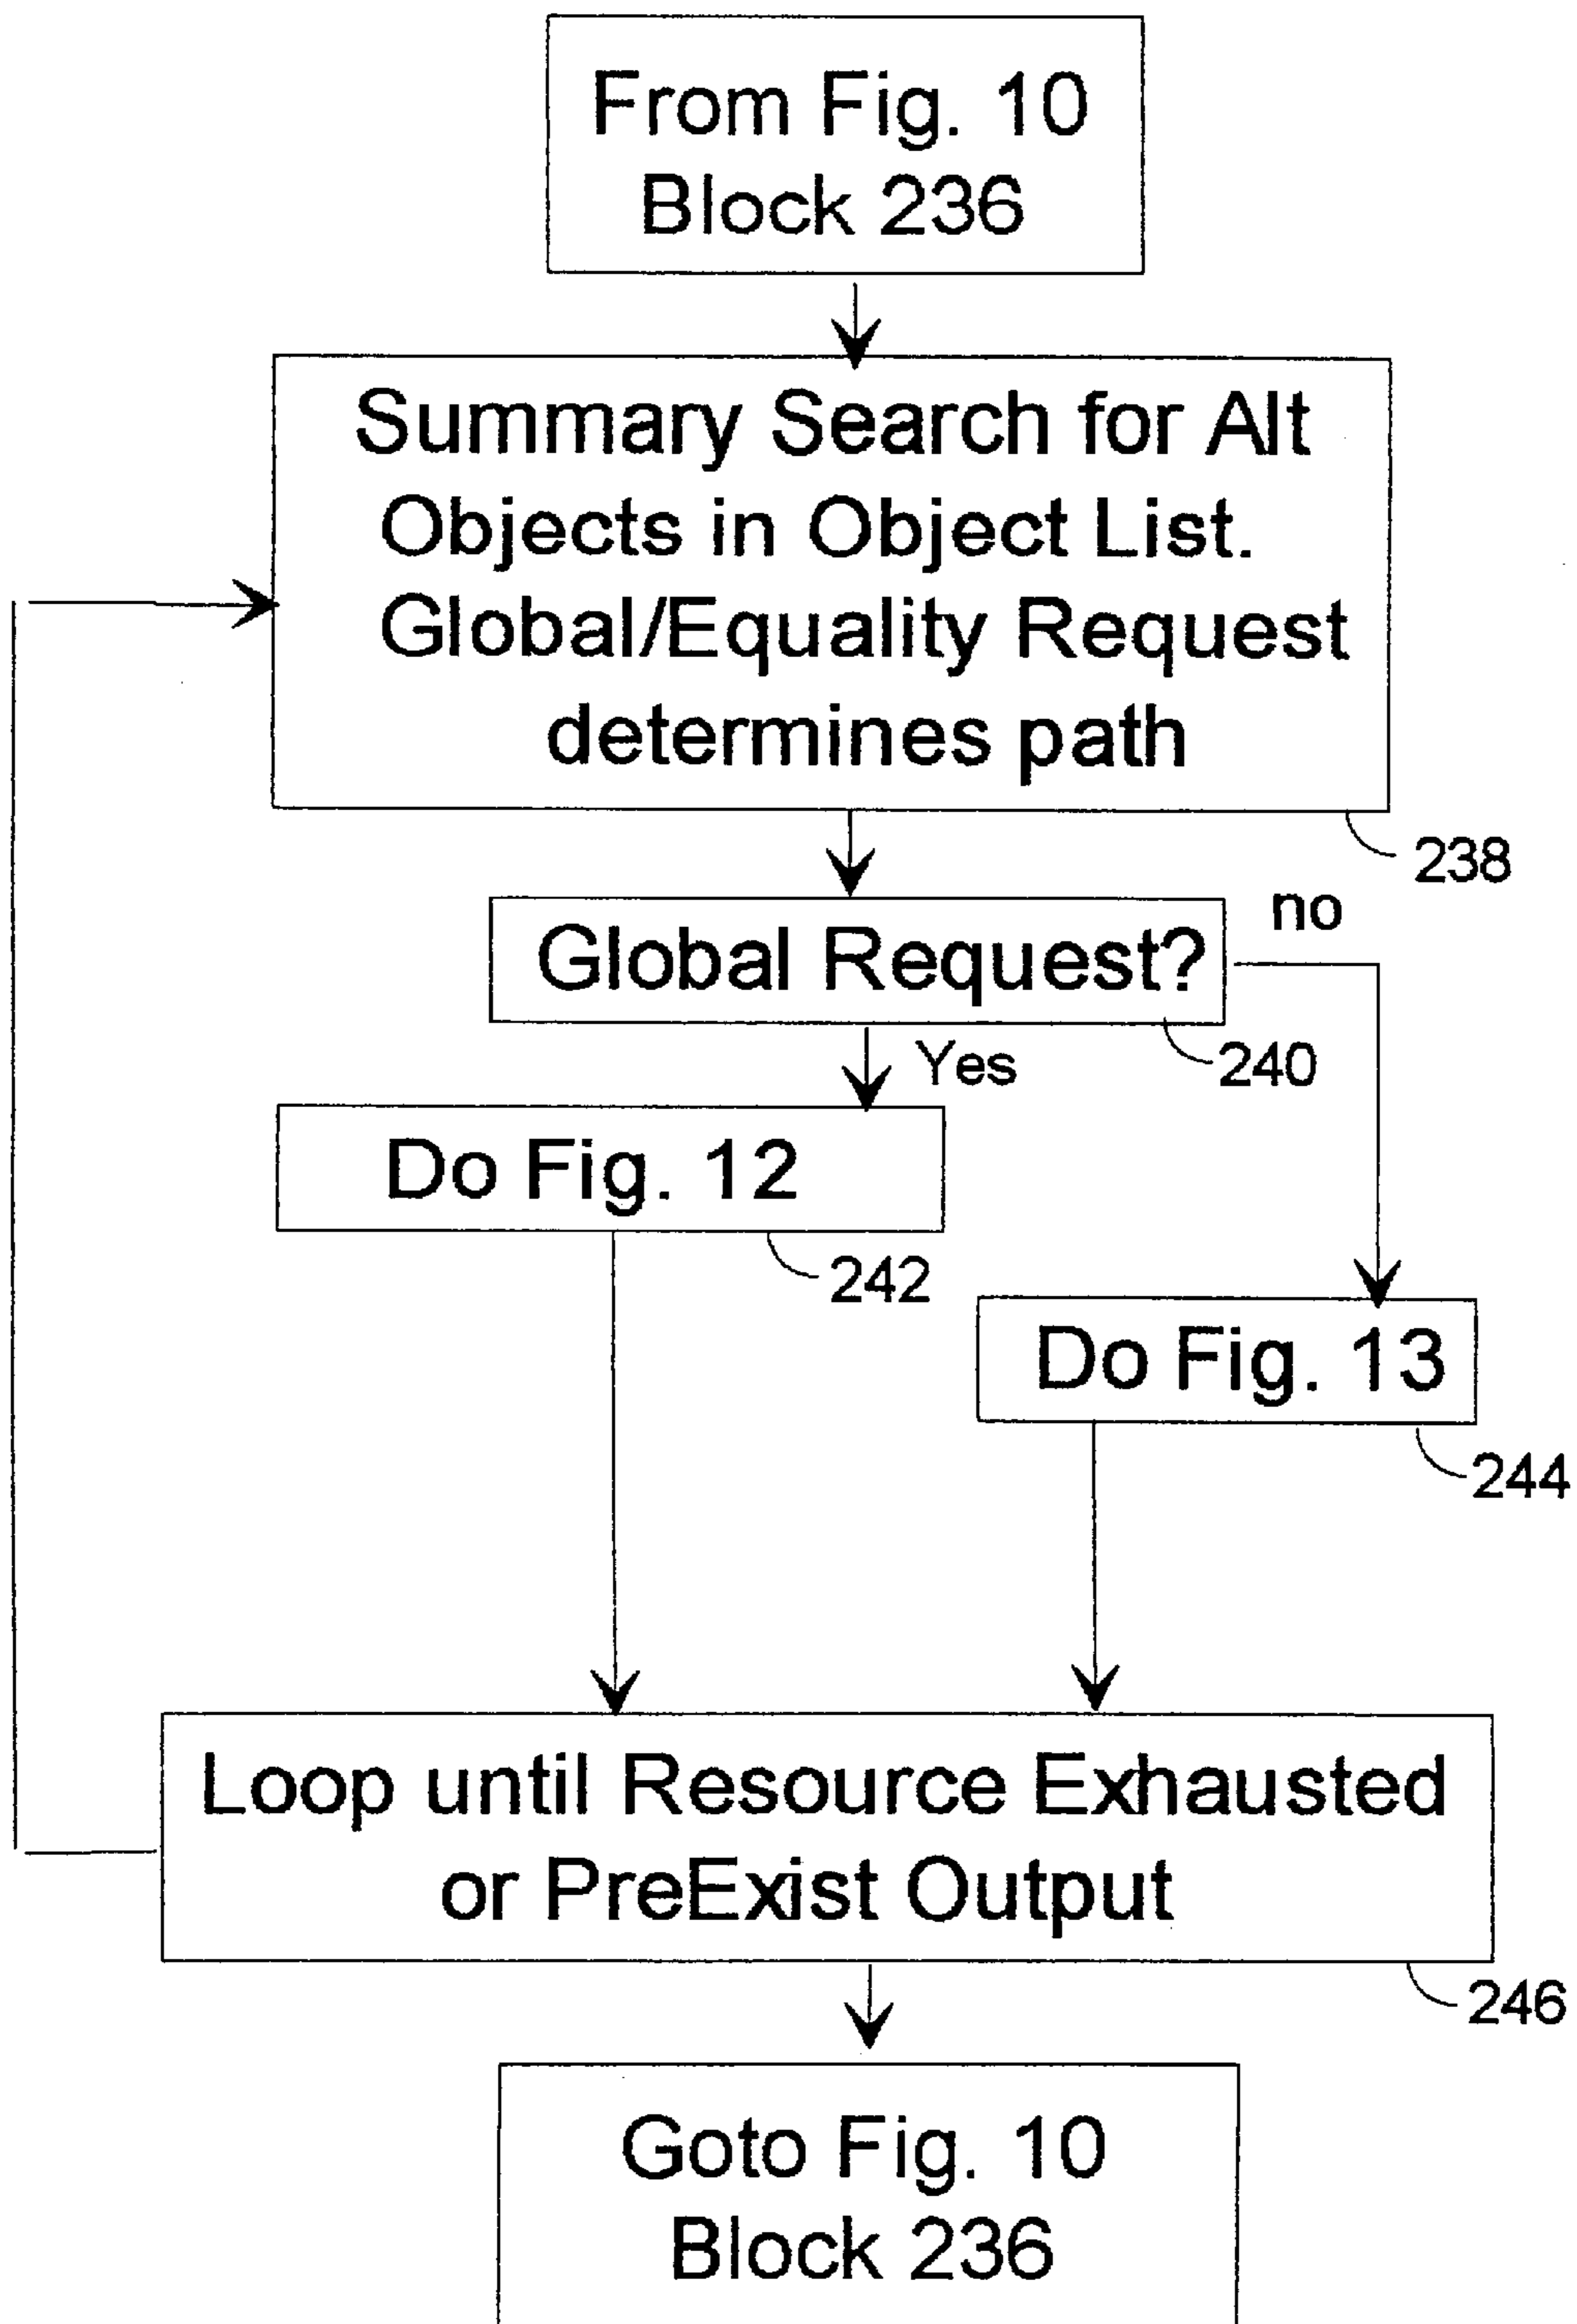 From Fig. 10
Block 236
Summary Search for Alt
Objects in Object List.
Global/Equality Request
determines path
238
Global Request?
no
240
Yes
Do Fig. 12
242
Do Fig. 13
244
Loop until Resource Exhausted
or PreExist Output
246
Goto Fig. 10
Block 236